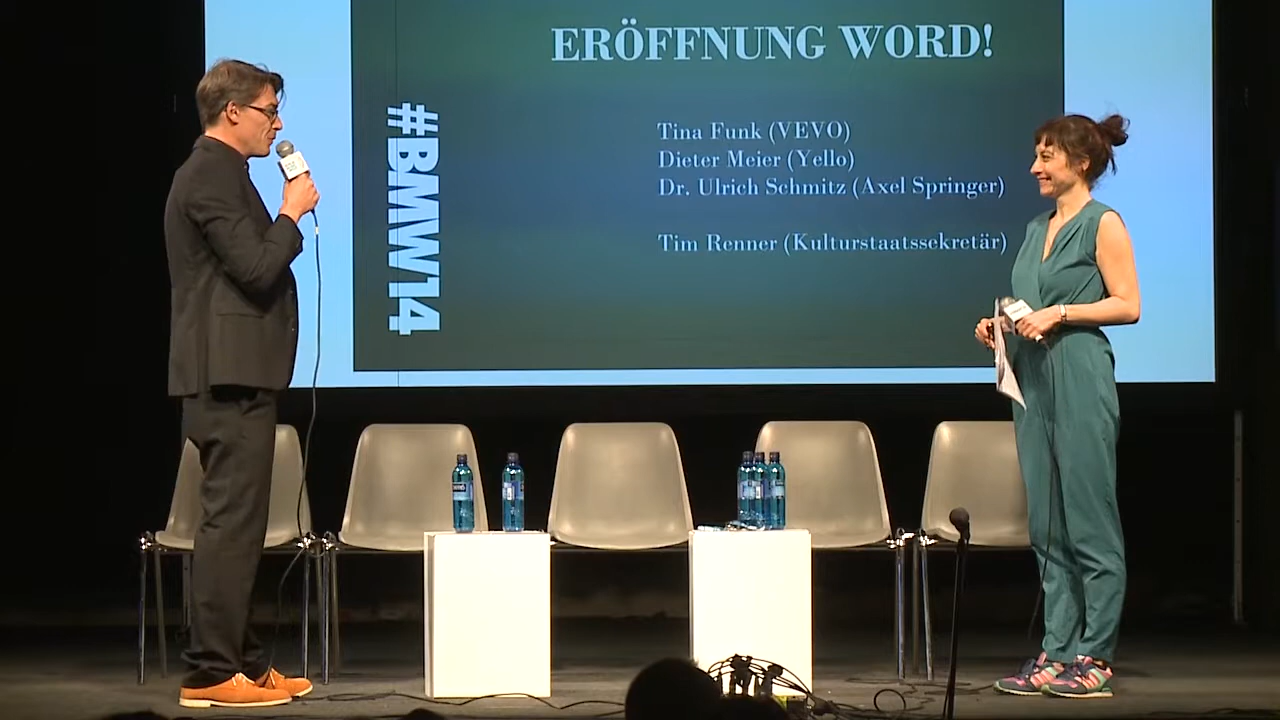 ERÖFFNUNG WORD!
#BMW14
Tina Funk (VEVO)
Dieter Meier (Yello)
Dr. Ulrich Schmitz (Axel Springer)
Tim Renner (Kulturstaatssekretär)